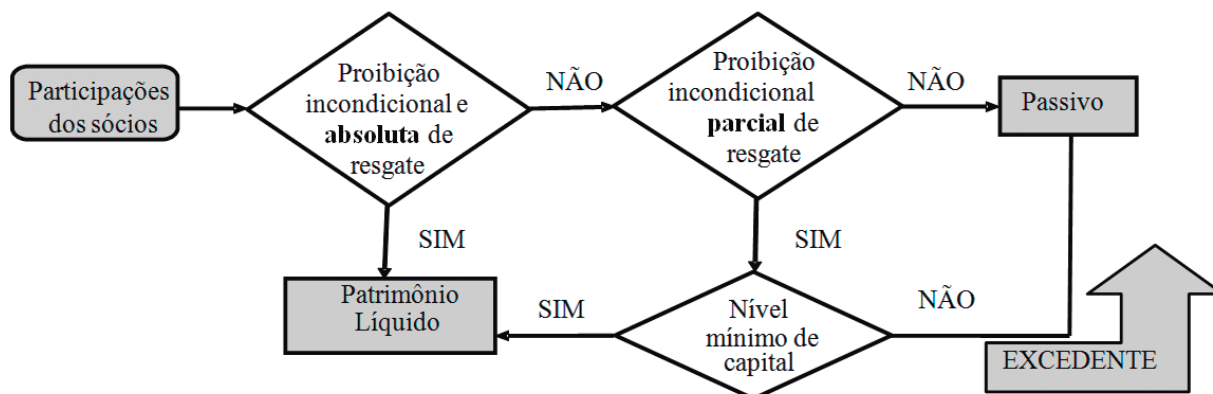 Participações
dos sócios
Proibição
incondicional e
absoluta de
resgate
NÃO
Proibição
incondicional
parcial de
resgate
NÃO
Passivo
SIM
SIM
Patrimônio
Líquido
SIM
Nível
mínimo de
capital
NÃO
EXCEDENTE